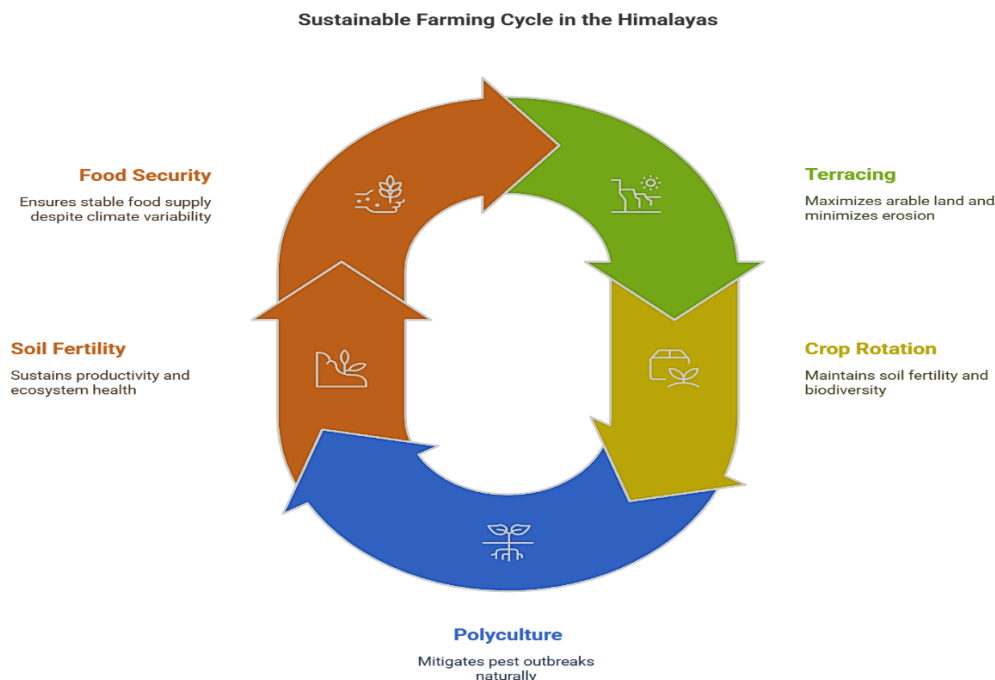 Sustainable Farming Cycle in the Himalayas
Food Security
Ensures stable food supply
despite climate variability
Terracing
Maximizes arable land and
minimizes erosion
Soil Fertility
Sustains productivity and
ecosystem health
Crop Rotation
Maintains soil fertility and
biodiversity
Polyculture
Mitigates pest outbreaks
naturally